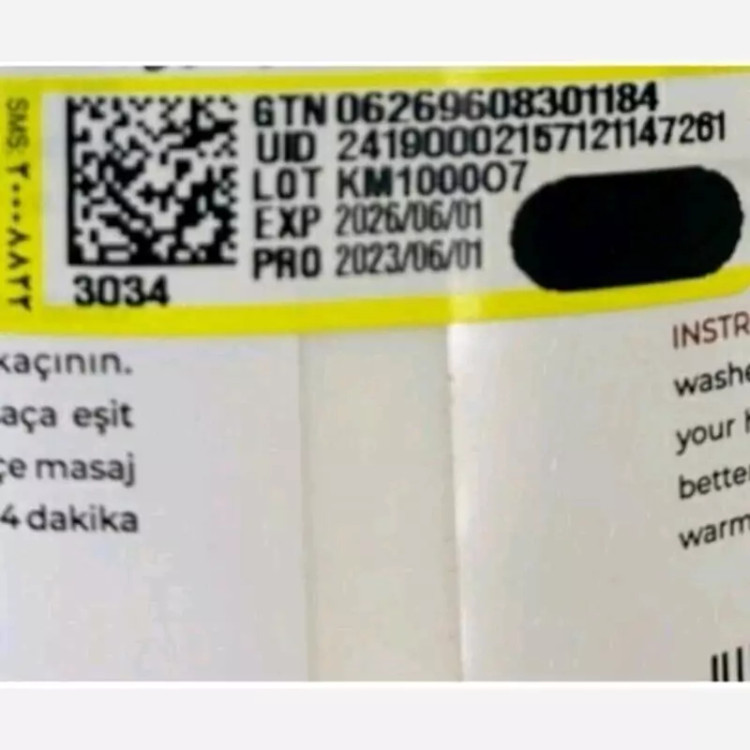 GTN 06269608301184
UID 24190002157121147261
LOT KM100007
EXP 2026/06/01
PRO 2023/06/01
3034
kaçının.
aça eşit
çe masaj
4 dakika
INSTR
washe
your h
bette
warm